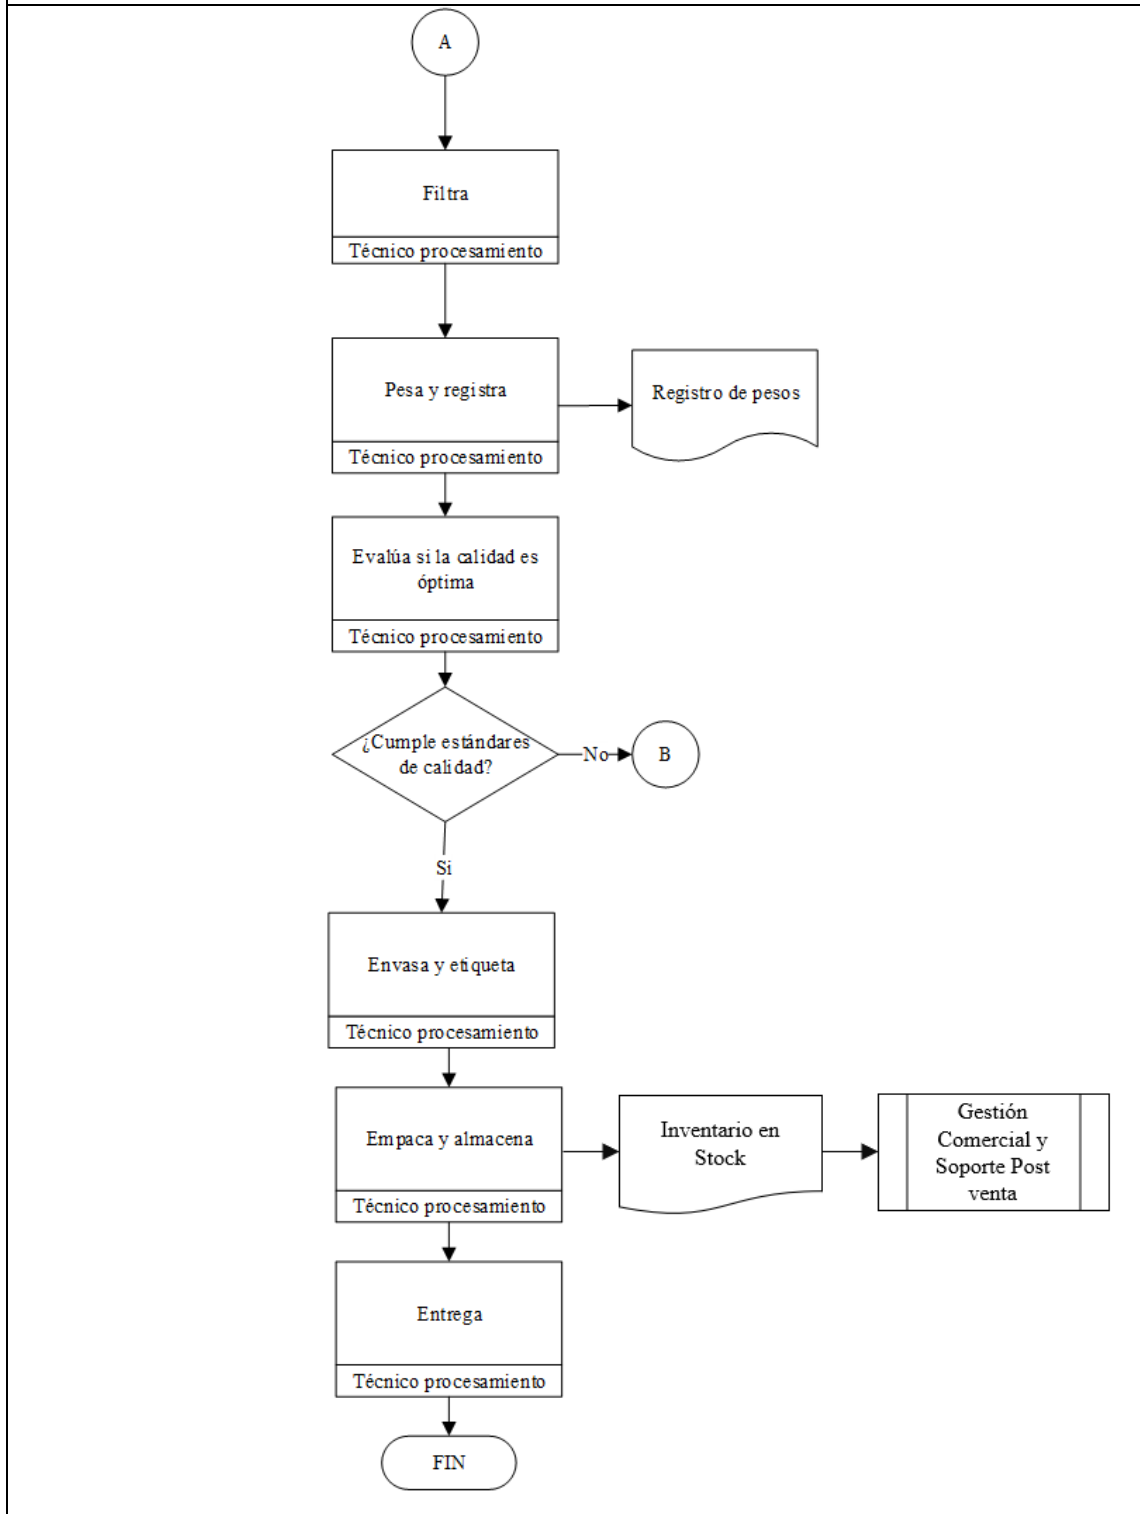 A
Filtra
Técnico procesamiento
Pesa y registra
Técnico procesamiento
Registro de pesos
Evalúa si la calidad es
óptima
Técnico procesamiento
¿Cumple estándares
de calidad?
No
B
Si
Envasa y etiqueta
Técnico procesamiento
Empaca y almacena
Técnico procesamiento
Inventario en
Stock
Gestión
Comercial y
Soporte Post
venta
Entrega
Técnico procesamiento
FIN